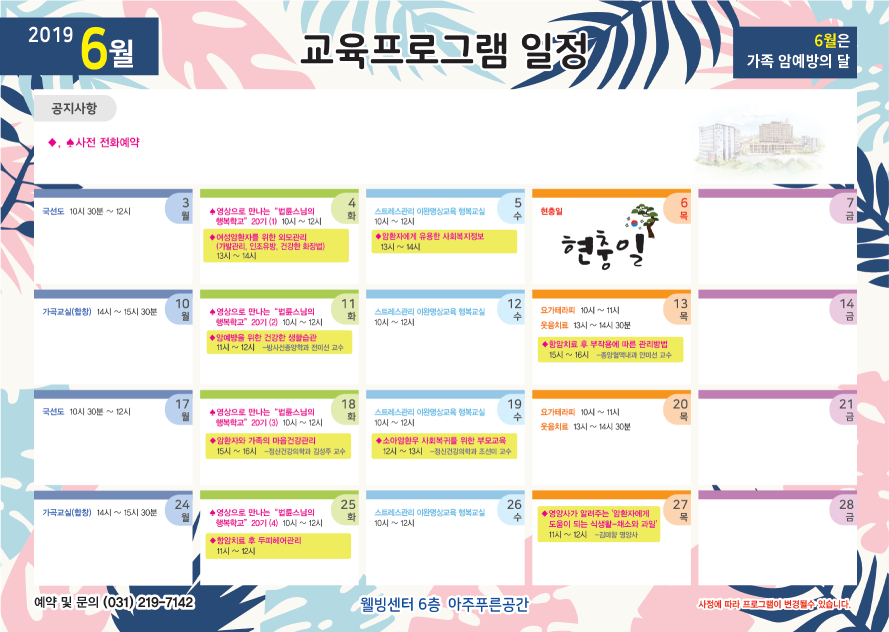 2019 6월
교육프로그램 일정
6월은
가족 암예방의 달
공지사항
◆, ♠사전 전화예약
3
월
국선도 10시 30분 ~ 12시
4
화
♠영상으로 만나는 "법륜스님의
행복학교" 20기 (1) 10시 ~ 12시
◆여성암환자를 위한 외모관리
(가발관리, 인조유방, 건강한 화장법)
13시 ~ 14시
5
수
스트레스관리 이완명상교육 행복교실
10시 ~ 12시
◆암환자에게 유용한 사회복지정보
13시 ~ 14시
6
목
현충일
현충일
7
금
10
월
가곡교실(합창) 14시 ~ 15시 30분
11
화
♠영상으로 만나는 "법륜스님의
행복학교" 20기 (2) 10시 ~ 12시
◆암예방을 위한 건강한 생활습관
11시 ~ 12시 -방사선종양학과 전미선 교수
12
수
스트레스관리 이완명상교육 행복교실
10시 ~ 12시
13
목
요가테라피 10시 ~ 11시
웃음치료 13시 ~ 14시 30분
◆항암치료 후 부작용에 따른 관리방법
15시 ~ 16시 -종양혈액내과 안미선 교수
14
금
17
월
국선도 10시 30분 ~ 12시
18
화
♠영상으로 만나는 "법륜스님의
행복학교" 20기 (3) 10시 ~ 12시
◆암환자와 가족의 마음건강관리
15시 ~ 16시 -정신건강의학과 김성주 교수
19
수
스트레스관리 이완명상교육 행복교실
10시 ~ 12시
◆소아암환우 사회복귀를 위한 부모교육
12시 ~ 13시 -정신건강의학과 조선미 교수
20
목
요가테라피 10시 ~ 11시
웃음치료 13시 ~ 14시 30분
21
금
24
월
가곡교실(합창) 14시 ~ 15시 30분
25
화
♠영상으로 만나는 "법륜스님의
행복학교" 20기 (4) 10시 ~ 12시
◆항암치료 후 두피헤어관리
11시 ~ 12시
26
수
스트레스관리 이완명상교육 행복교실
10시 ~ 12시
27
목
◆영양사가 알려주는 '암환자에게
도움이 되는 식생활-채소와 과일'
11시 ~ 12시 -김미향 영양사
28
금
예약 및 문의 (031) 219-7142
웰빙센터 6층 아주푸른공간
사정에 따라 프로그램이 변경될수 있습니다.